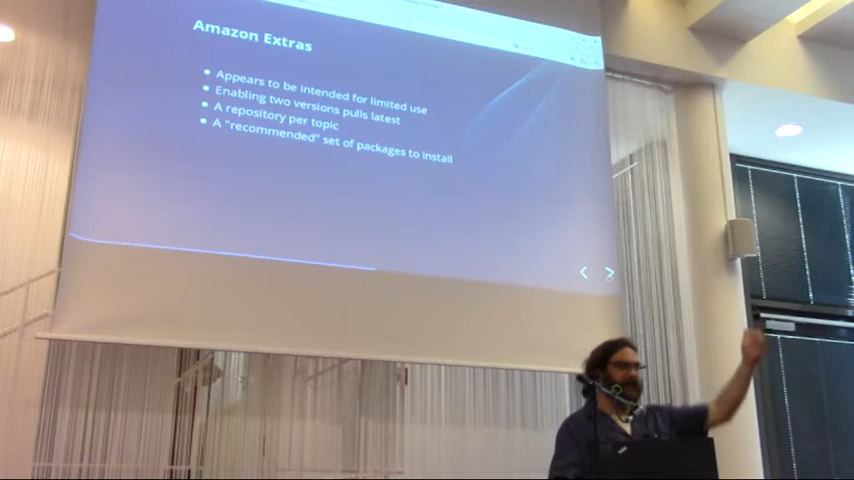 Amazon Extras
Appears to be intended for limited use
Enabling two versions pulls latest
A repository per topic
A "recommended" set of packages to install